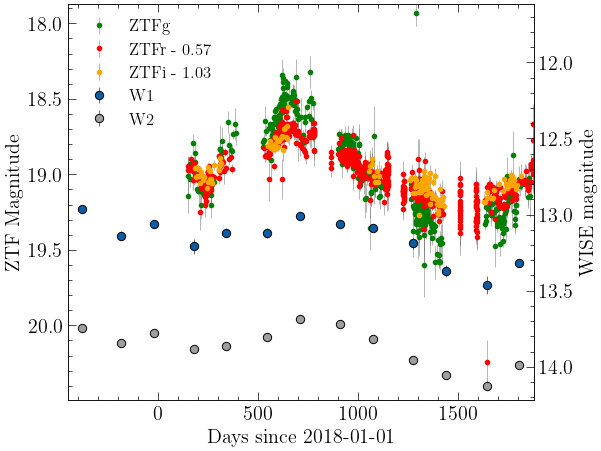 ZTFg
ZTFr - 0.57
ZTFi - 1.03
W1
W2
18.0
18.5
19.0
19.5
20.0
ZTF Magnitude
12.0
12.5
13.0
13.5
14.0
WISE magnitude
0
500
1000
1500
Days since 2018-01-01